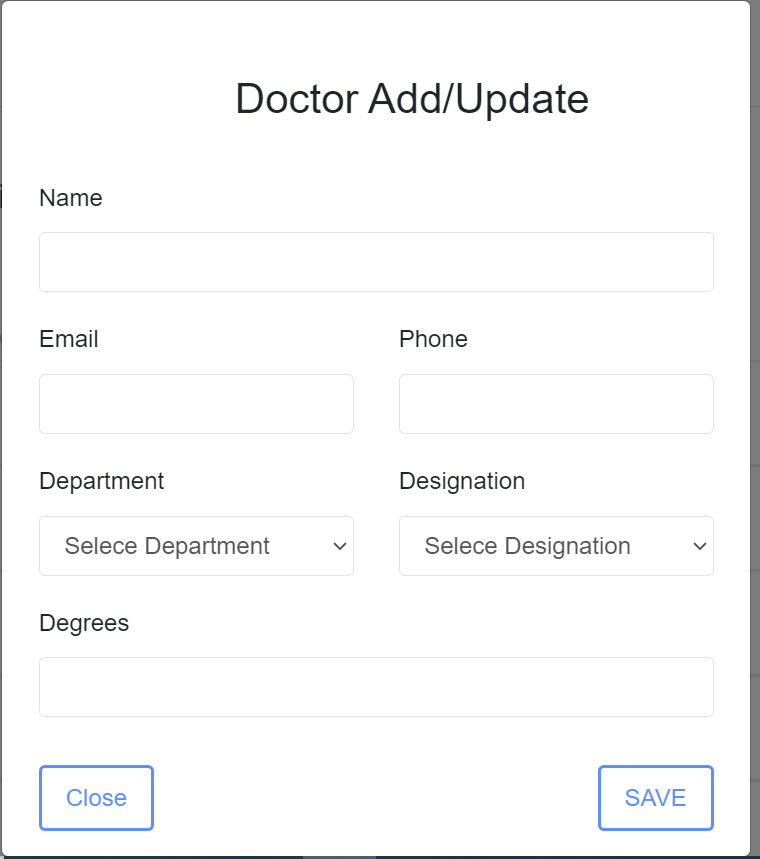 Doctor Add/Update
Name
Email Phone
Department Designation
Selece Department Selece Designation
Degrees
Close SAVE